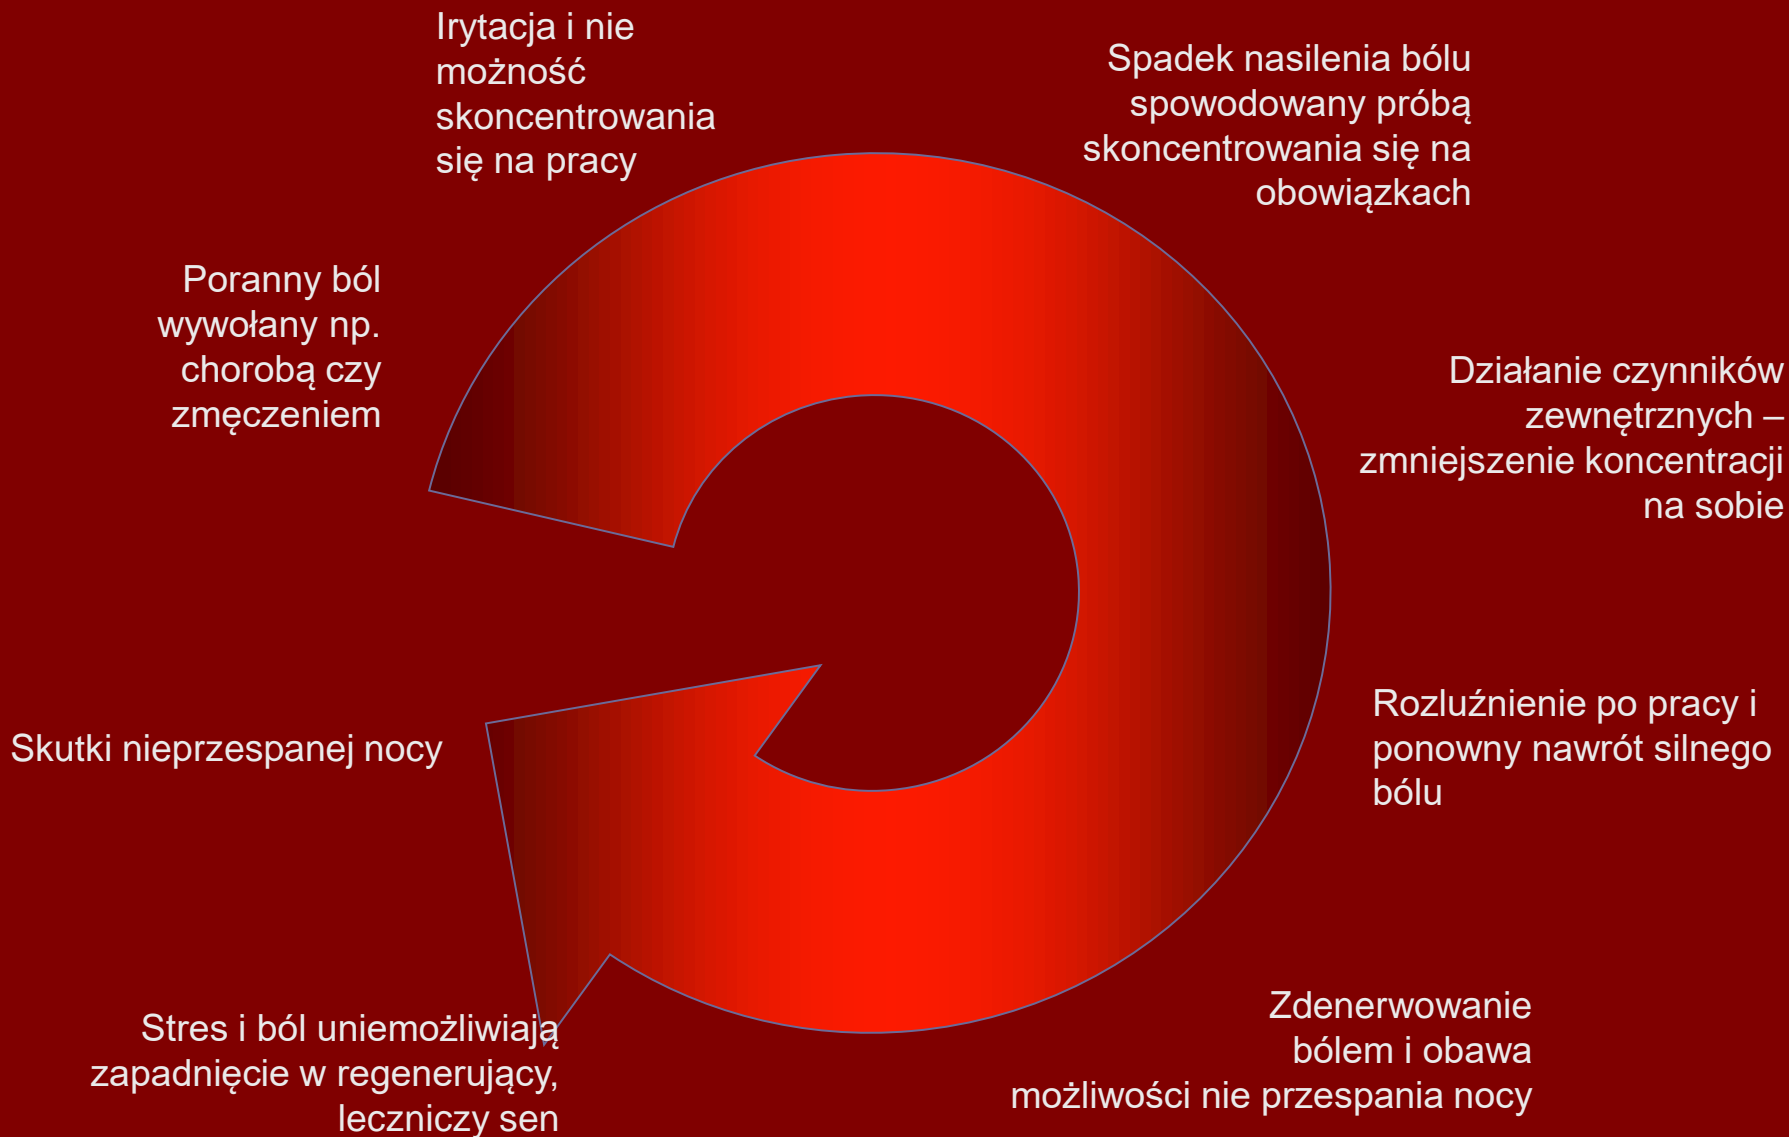 Irytacja i nie
możność
skoncentrowania
się na pracy
Spadek nasilenia bólu
spowodowany próbą
skoncentrowania się na
obowiązkach
Poranny ból
wywołany np.
chorobą czy
zmęczeniem
Działanie czynników
zewnętrznych –
zmniejszenie koncentracji
na sobie
Rozluźnienie po pracy i
ponowny nawrót silnego
bólu
Skutki nieprzespanej nocy
Zdenerwowanie
bólem i obawa
możliwości nie przespania nocy
Stres i ból uniemożliwiają
zapadnięcie w regenerujący,
leczniczy sen